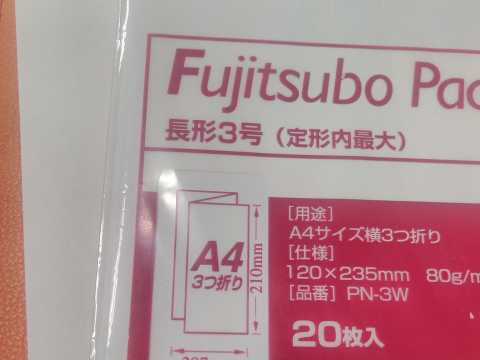 Fujitsubo Pac
長形3号（定形内最大）
[用途]
A4サイズ横3つ折り
[仕様]
120×235mm 80g/m
[品番] PN-3W
20枚入
A4
3つ折り
210mm